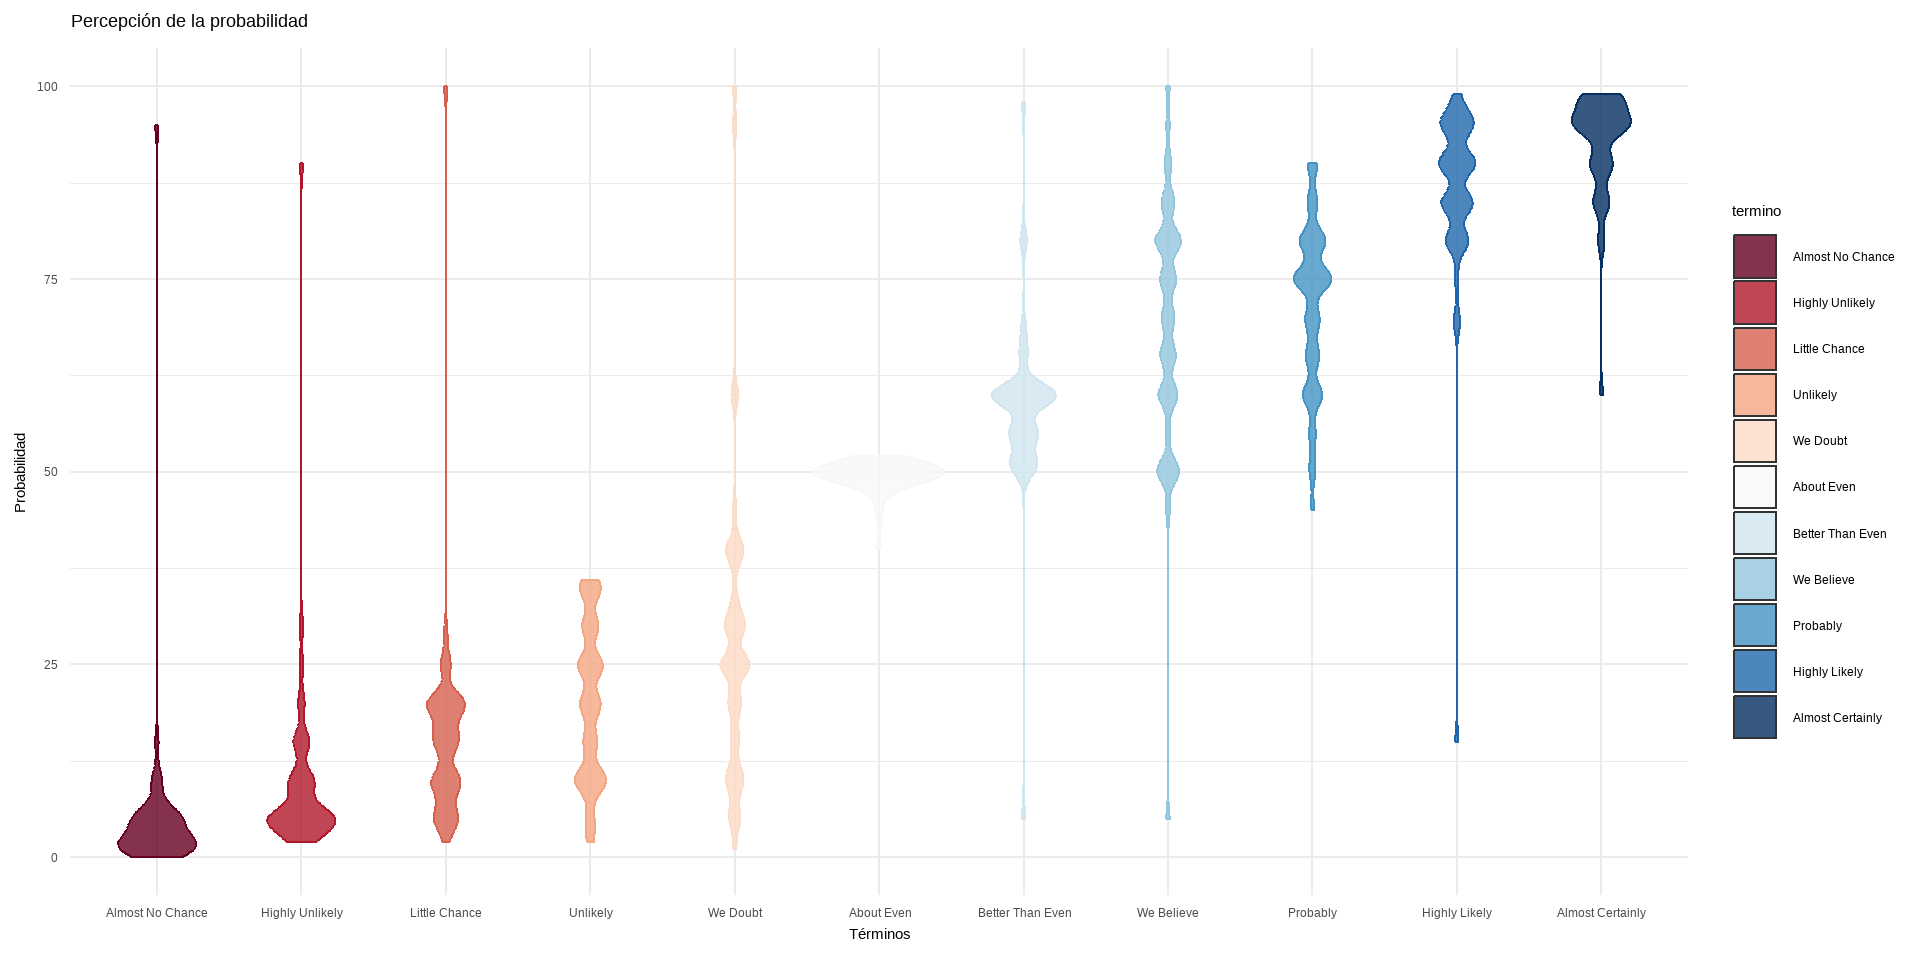 Percepción de la probabilidad
100
75
50
25
0
Probabilidad
Almost No Chance
Highly Unlikely
Little Chance
Unlikely
We Doubt
About Even
Better Than Even
We Believe
Probably
Highly Likely
Almost Certainly
Términos
termino
Almost No Chance
Highly Unlikely
Little Chance
Unlikely
We Doubt
About Even
Better Than Even
We Believe
Probably
Highly Likely
Almost Certainly